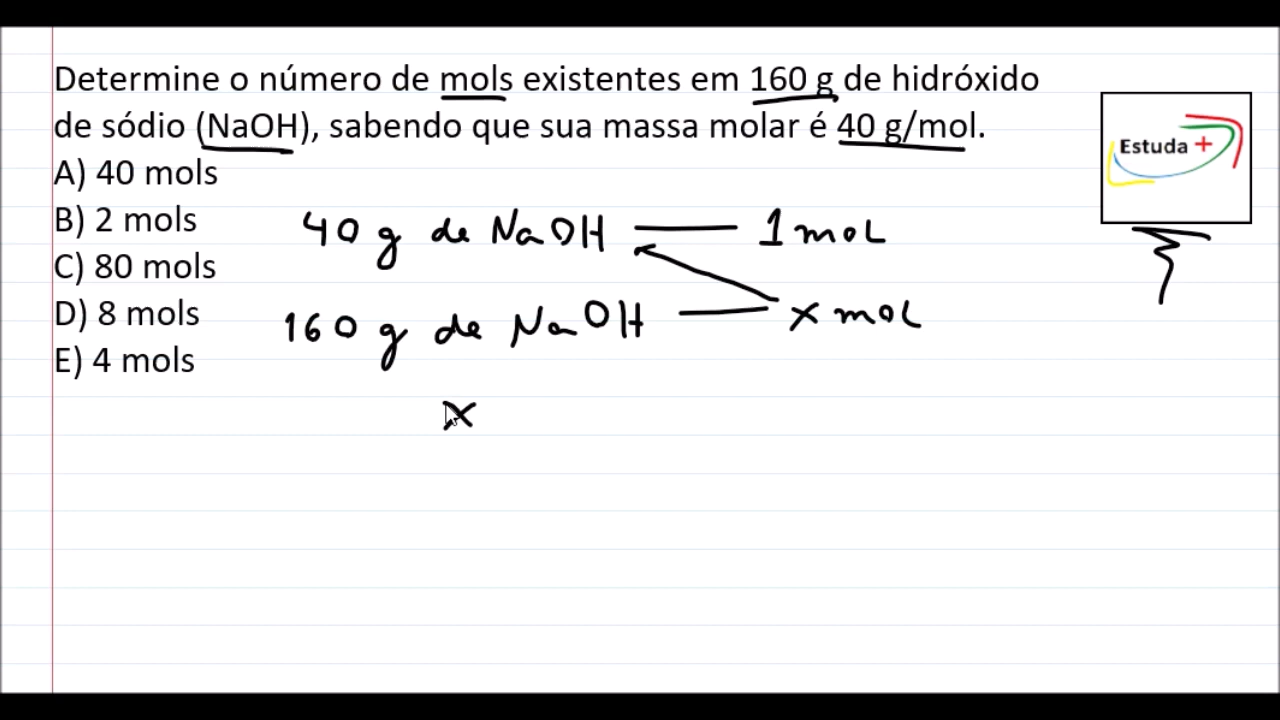 Determine o número de mols existentes em 160 g de hidróxido
de sódio (NaOH), sabendo que sua massa molar é 40 g/mol.
A) 40 mols
B) 2 mols
C) 80 mols
D) 8 mols
E) 4 mols
Estuda +
40 g de NaOH — 1 mol
160 g de NaOH — x mol
x